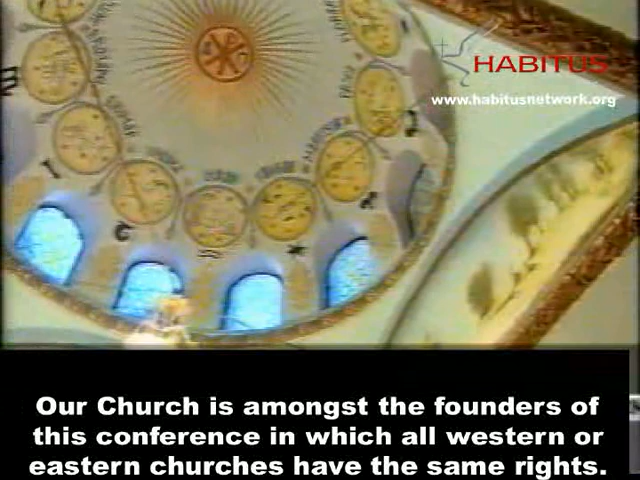 HABITUS
www.habitusnetwork.org
Our Church is amongst the founders of
this conference in which all western or
eastern churches have the same rights.